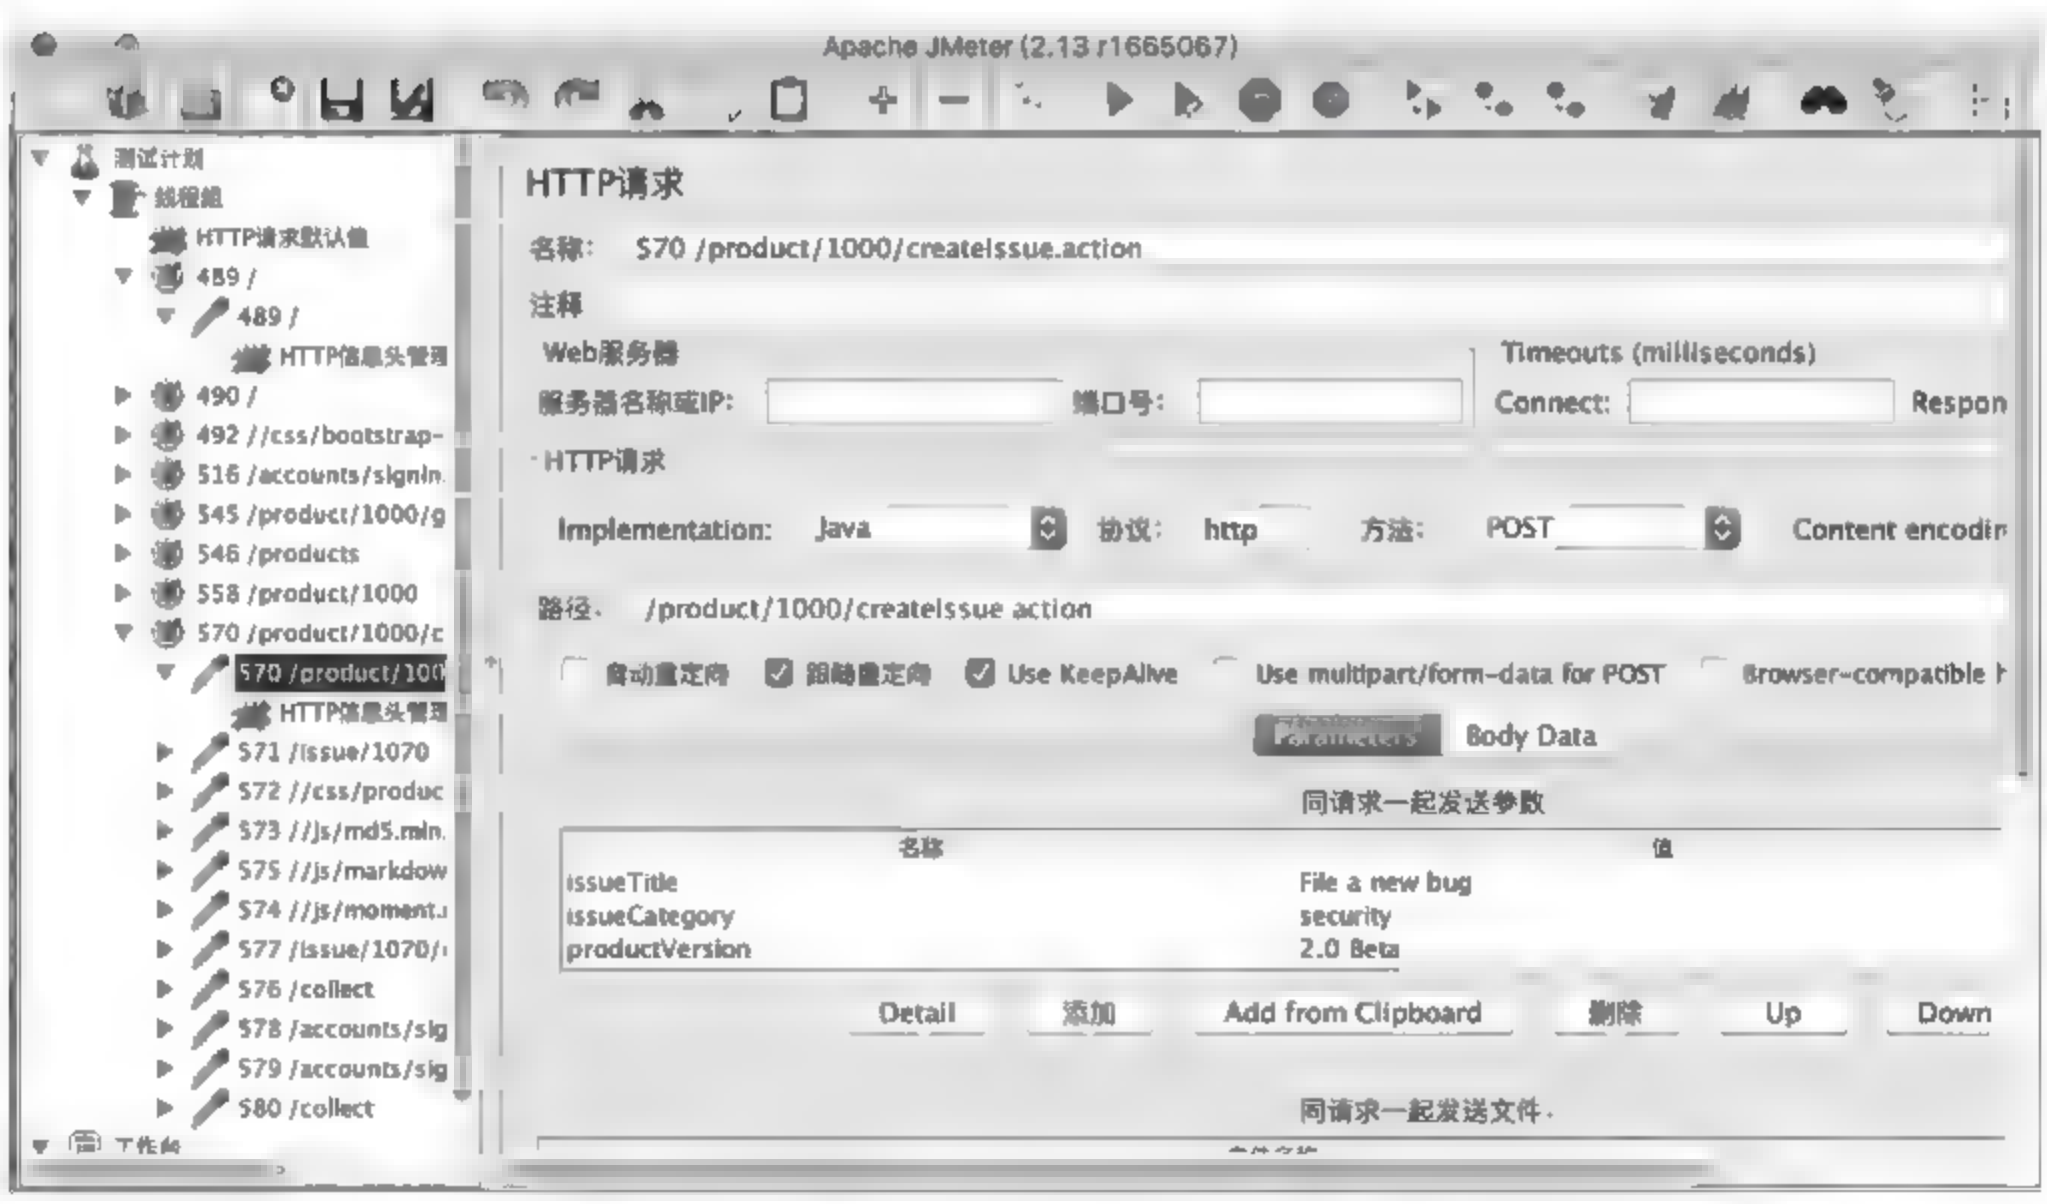 Apache JMeter (2.13 r1665067)
测试计划
线程组
HTTP请求默认值
489 /
489 /
HTTP信息头管理
490 /
492 //css/bootstrap-
516 /accounts/signin.
545 /product/1000/g
546 /products
558 /product/1000
570 /product/1000/c
570 /product/100
HTTP信息头管理
571 /issue/1070
572 //css/produc
573 //js/md5.min.
575 //js/markdow
574 //js/moment.
577 /issue/1070/
576 /collect
578 /accounts/sig
579 /accounts/sig
580 /collect
工作台
HTTP请求
名称: 570 /product/1000/createIssue.action
注释
Web服务器
Timeouts (milliseconds)
服务器名称或IP: 端口号: Connect: Respon
HTTP请求
Implementation: Java 协议: http 方法: POST Content encodin
路径: /product/1000/createIssue action
自动重定向 跟随重定向 Use KeepAlive Use multipart/form-data for POST Browser-compatible h
Parameters Body Data
同请求一起发送参数
名称 值
issueTitle File a new bug
issueCategory security
productVersion 2.0 Beta
Detail 添加 Add from Clipboard 删除 Up Down
同请求一起发送文件: